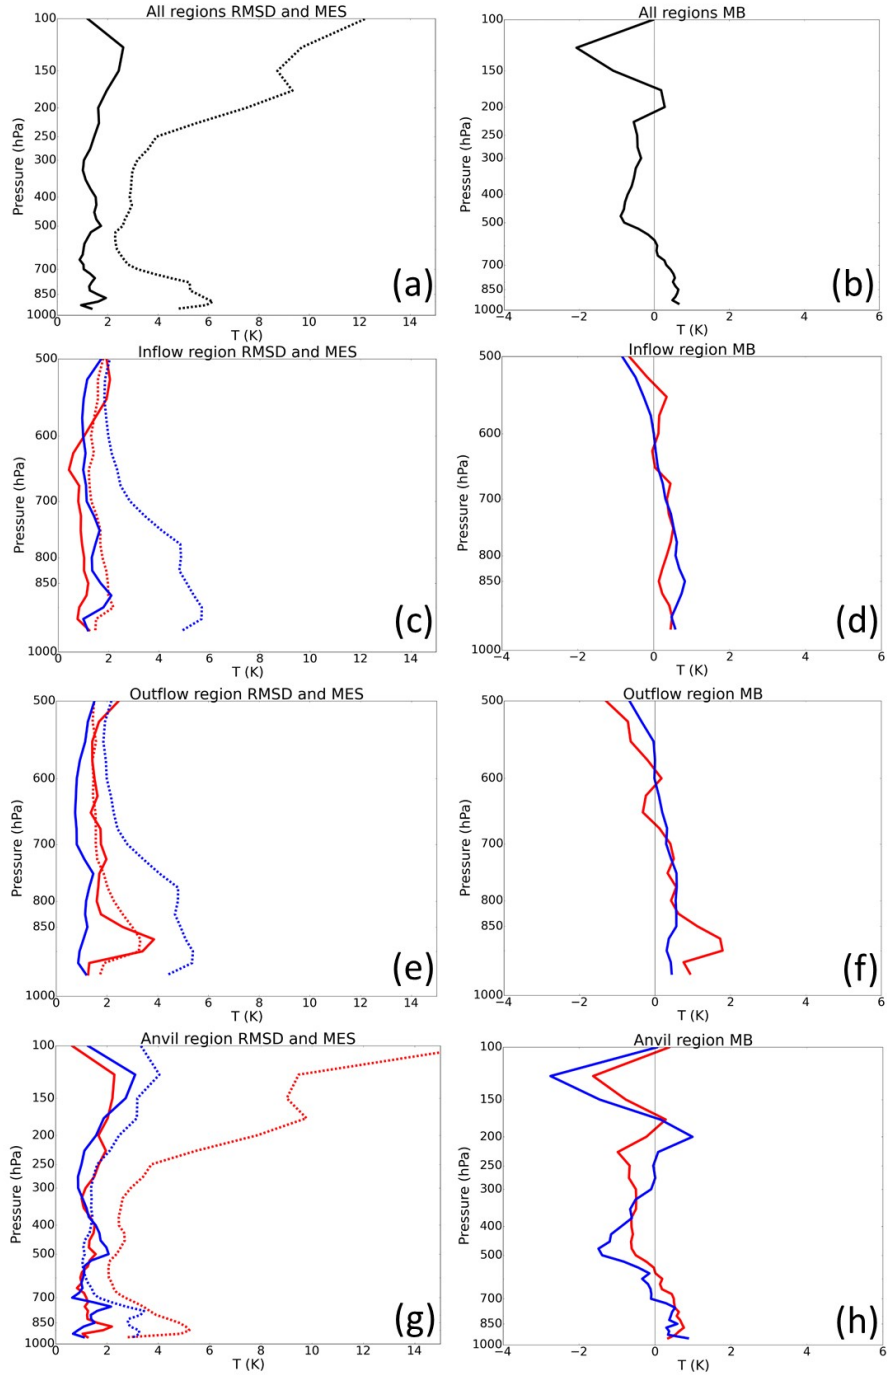 All regions RMSD and MES
100
150
200
250
300
400
500
700
850
1000
Pressure (hPa)
0 2 4 6 8 10 12 14
T (K)
(a)
All regions MB
100
150
200
250
300
400
500
700
850
1000
Pressure (hPa)
−4 −2 0 2 4 6
T (K)
(b)
Inflow region RMSD and MES
500
600
700
800
850
1000
Pressure (hPa)
0 2 4 6 8 10 12 14
T (K)
(c)
Inflow region MB
500
600
700
800
850
1000
Pressure (hPa)
−4 −2 0 2 4 6
T (K)
(d)
Outflow region RMSD and MES
500
600
700
800
850
1000
Pressure (hPa)
0 2 4 6 8 10 12 14
T (K)
(e)
Outflow region MB
500
600
700
800
850
1000
Pressure (hPa)
−4 −2 0 2 4 6
T (K)
(f)
Anvil region RMSD and MES
100
150
200
250
300
400
500
700
850
1000
Pressure (hPa)
0 2 4 6 8 10 12 14
T (K)
(g)
Anvil region MB
100
150
200
250
300
400
500
700
850
1000
Pressure (hPa)
−4 −2 0 2 4 6
T (K)
(h)